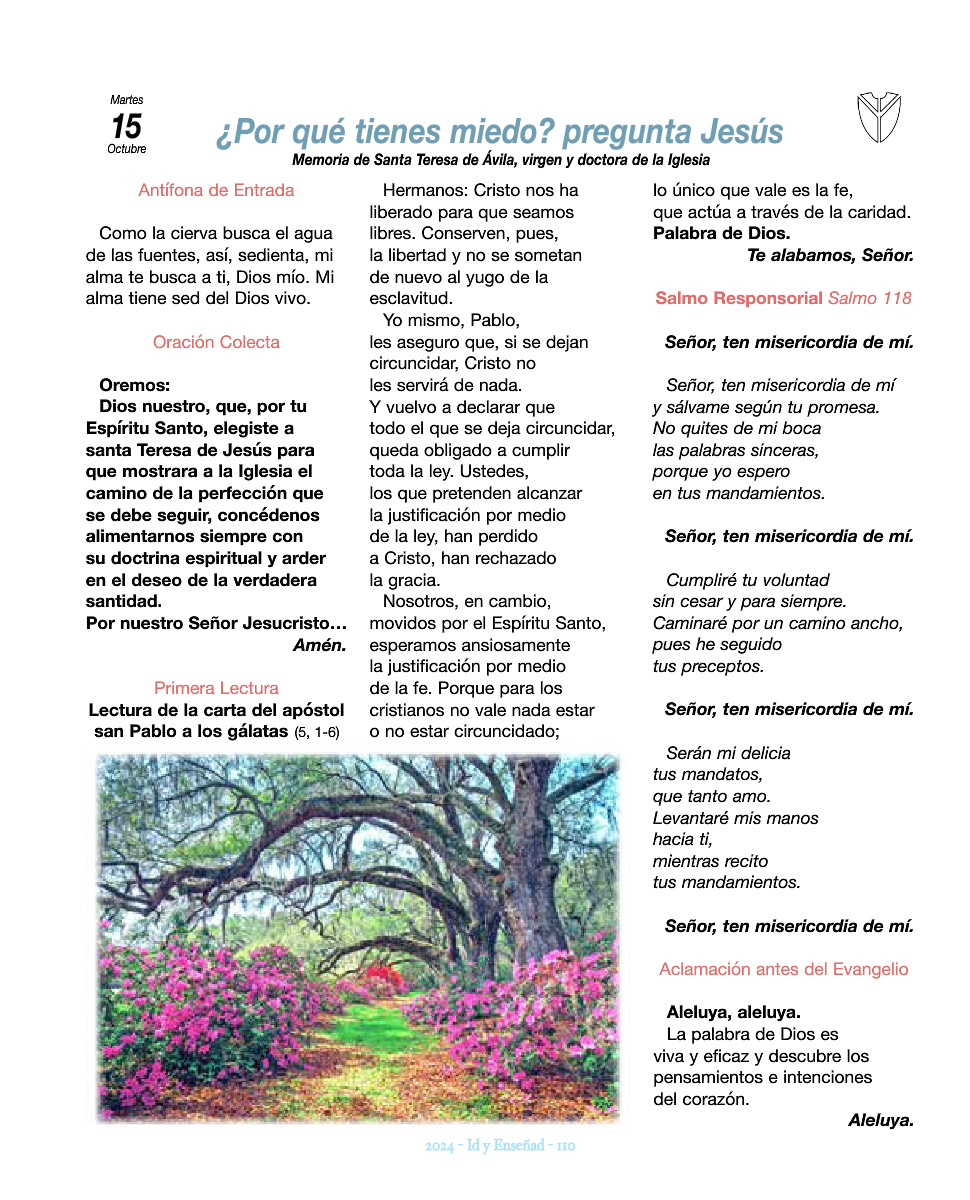 Martes
15
Octubre
¿Por qué tienes miedo? pregunta Jesús
Memoria de Santa Teresa de Ávila, virgen y doctora de la Iglesia
Antífona de Entrada
Como la cierva busca el agua
de las fuentes, así, sedienta, mi
alma te busca a ti, Dios mío. Mi
alma tiene sed del Dios vivo.
Oración Colecta
Oremos:
Dios nuestro, que, por tu
Espíritu Santo, elegiste a
santa Teresa de Jesús para
que mostrara a la Iglesia el
camino de la perfección que
se debe seguir, concédenos
alimentarnos siempre con
su doctrina espiritual y arder
en el deseo de la verdadera
santidad.
Por nuestro Señor Jesucristo…
Amén.
Primera Lectura
Lectura de la carta del apóstol
san Pablo a los gálatas (5, 1-6)
Hermanos: Cristo nos ha
liberado para que seamos
libres. Conserven, pues,
la libertad y no se sometan
de nuevo al yugo de la
esclavitud.
Yo mismo, Pablo,
les aseguro que, si se dejan
circuncidar, Cristo no
les servirá de nada.
Y vuelvo a declarar que
todo el que se deja circuncidar,
queda obligado a cumplir
toda la ley. Ustedes,
los que pretenden alcanzar
la justificación por medio
de la ley, han perdido
a Cristo, han rechazado
la gracia.
Nosotros, en cambio,
movidos por el Espíritu Santo,
esperamos ansiosamente
la justificación por medio
de la fe. Porque para los
cristianos no vale nada estar
o no estar circuncidado;
lo único que vale es la fe,
que actúa a través de la caridad.
Palabra de Dios.
Te alabamos, Señor.
Salmo Responsorial Salmo 118
Señor, ten misericordia de mí.
Señor, ten misericordia de mí
y sálvame según tu promesa.
No quites de mi boca
las palabras sinceras,
porque yo espero
en tus mandamientos.
Señor, ten misericordia de mí.
Cumpliré tu voluntad
sin cesar y para siempre.
Caminaré por un camino ancho,
pues he seguido
tus preceptos.
Señor, ten misericordia de mí.
Serán mi delicia
tus mandatos,
que tanto amo.
Levantaré mis manos
hacia ti,
mientras recito
tus mandamientos.
Señor, ten misericordia de mí.
Aclamación antes del Evangelio
Aleluya, aleluya.
La palabra de Dios es
viva y eficaz y descubre los
pensamientos e intenciones
del corazón.
Aleluya.
2024 - Id y Enseñad - 110